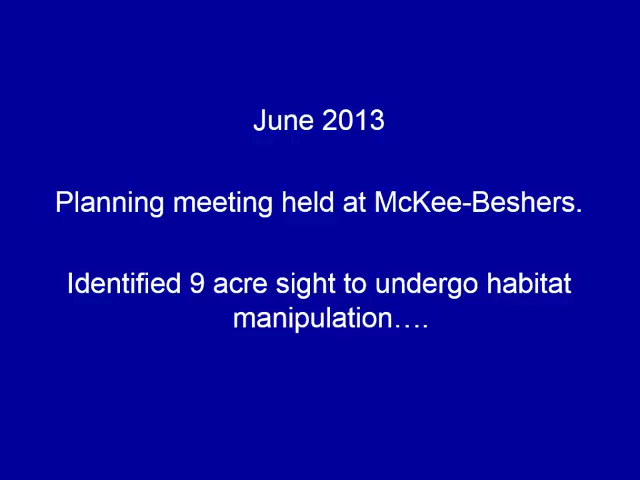 June 2013
Planning meeting held at McKee-Beshers.
Identified 9 acre sight to undergo habitat
manipulation….